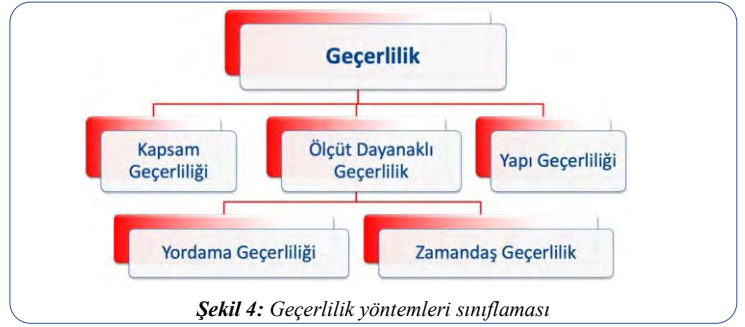 Geçerlilik
Kapsam
Geçerliliği
Ölçüt Dayanaklı
Geçerlilik
Yapı Geçerliliği
Yordama Geçerliliği
Zamandaş Geçerlilik
Şekil 4: Geçerlilik yöntemleri sınıflaması